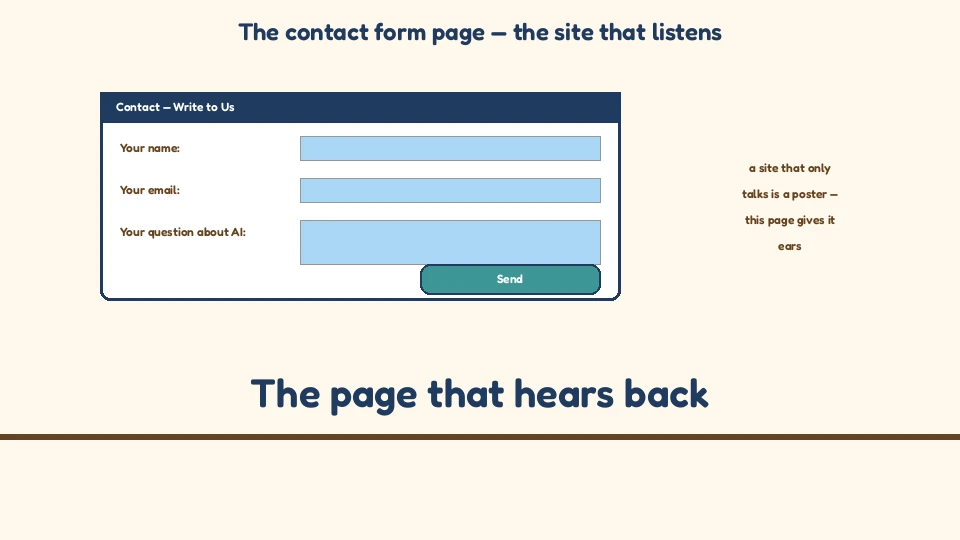 The contact form page – the site that listens
Contact – Write to Us
Your name:
Your email:
Your question about AI:
Send
a site that only
talks is a poster –
this page gives it
ears
The page that hears back